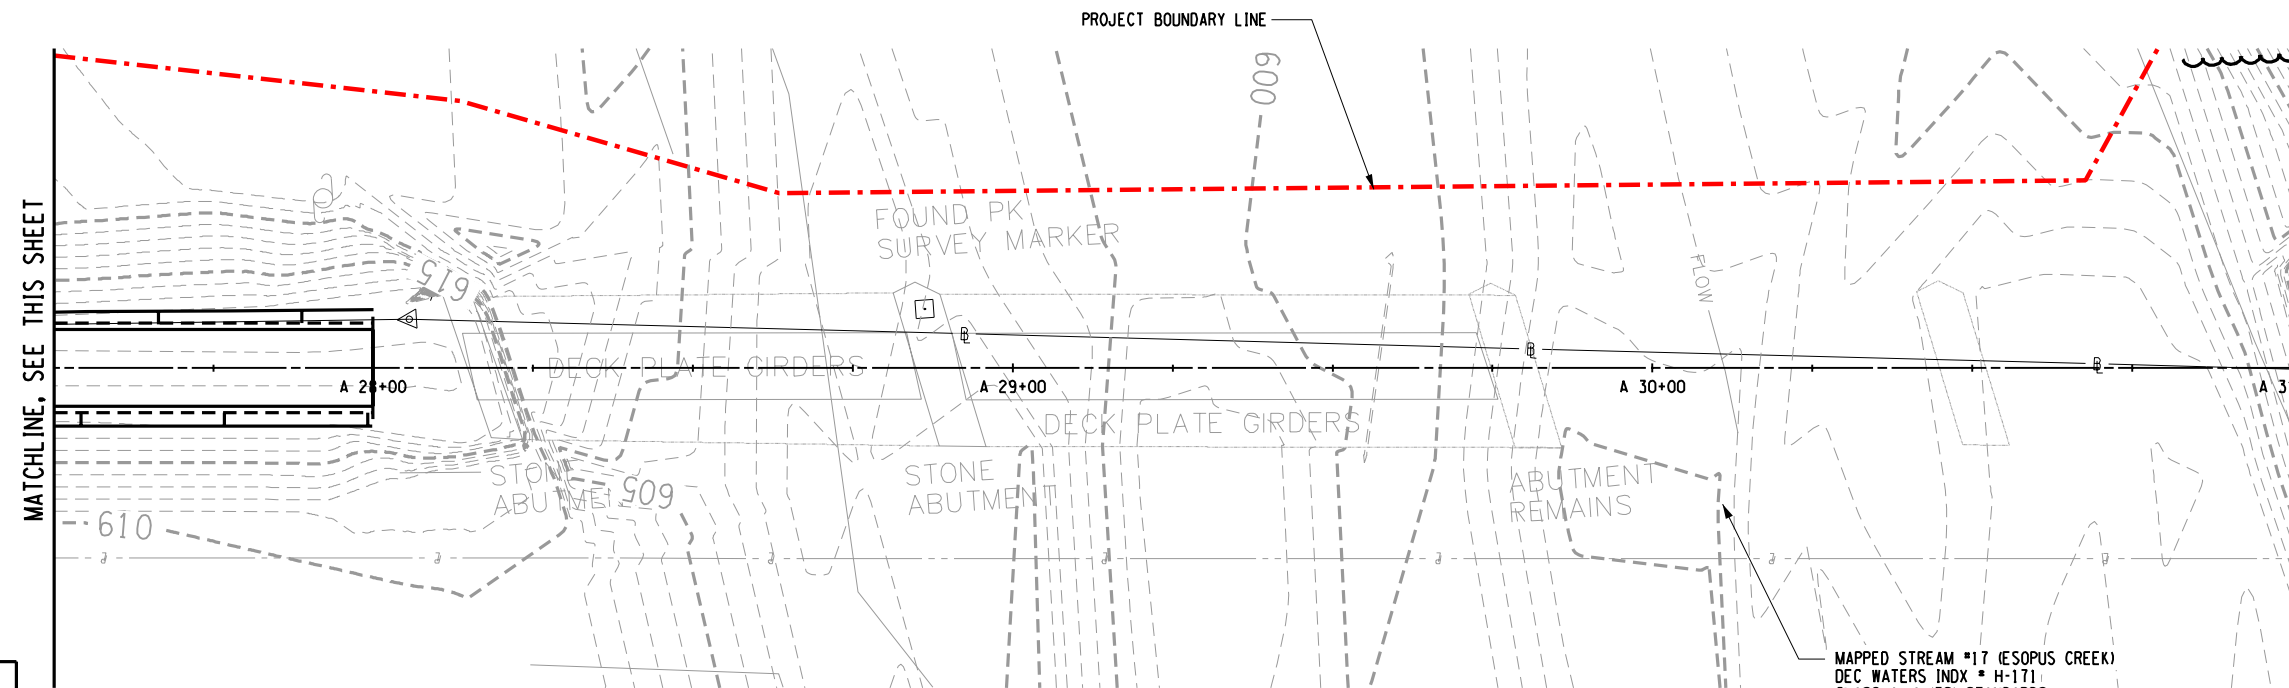 PROJECT BOUNDARY LINE
600
MATCHLINE, SEE THIS SHEET
FOUND PK
SURVEY MARKER
615
FLOW
DECK PLATE GIRDERS
A 28+00
A 29+00
A 30+00
DECK PLATE GIRDERS
STONE
ABUTMENT
605
ABUTMENT
REMAINS
610
MAPPED STREAM #17 (ESOPUS CREEK)
DEC WATERS INDX # H-171